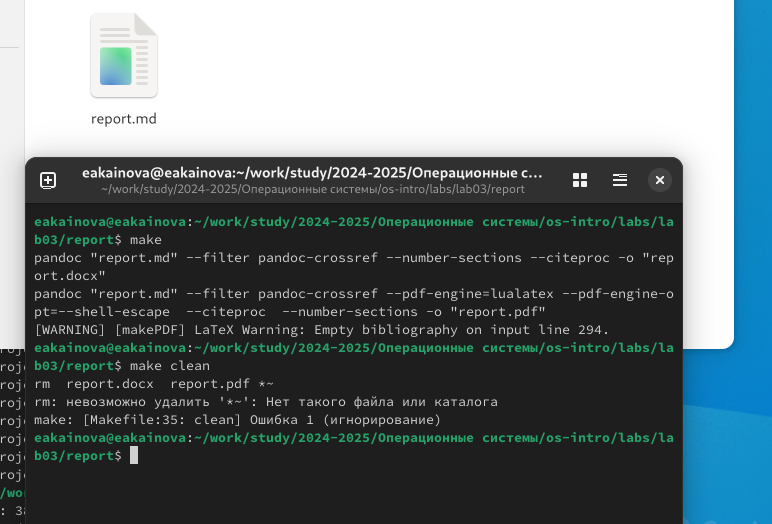 report.md
eakainova@eakainova:~/work/study/2024-2025/Операционные с...
~/work/study/2024-2025/Операционные системы/os-intro/labs/lab03/report
eakainova@eakainova:~/work/study/2024-2025/Операционные системы/os-intro/labs/la
b03/report$ make
pandoc "report.md" --filter pandoc-crossref --number-sections --citeproc -o "rep
ort.docx"
pandoc "report.md" --filter pandoc-crossref --pdf-engine=lualatex --pdf-engine-o
pt=--shell-escape  --citeproc  --number-sections -o "report.pdf"
[WARNING] [makePDF] LaTeX Warning: Empty bibliography on input line 294.
eakainova@eakainova:~/work/study/2024-2025/Операционные системы/os-intro/labs/la
b03/report$ make clean
rm  report.docx  report.pdf *~
rm: невозможно удалить '*~': Нет такого файла или каталога
make: [Makefile:35: clean] Ошибка 1 (игнорирование)
eakainova@eakainova:~/work/study/2024-2025/Операционные системы/os-intro/labs/la
b03/report$